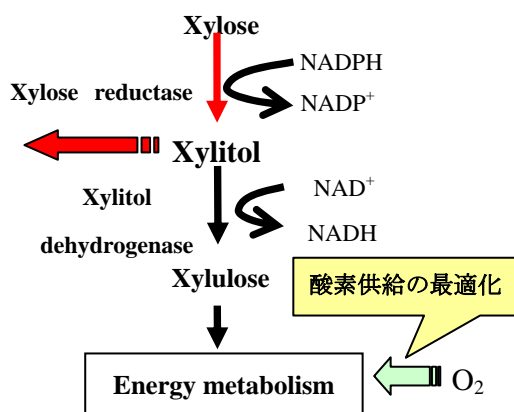 Xylose
NADPH
Xylose reductase
NADP+
Xylitol
Xylitol
NAD+
dehydrogenase
NADH
Xylulose
酸素供給の最適化
Energy metabolism
O2